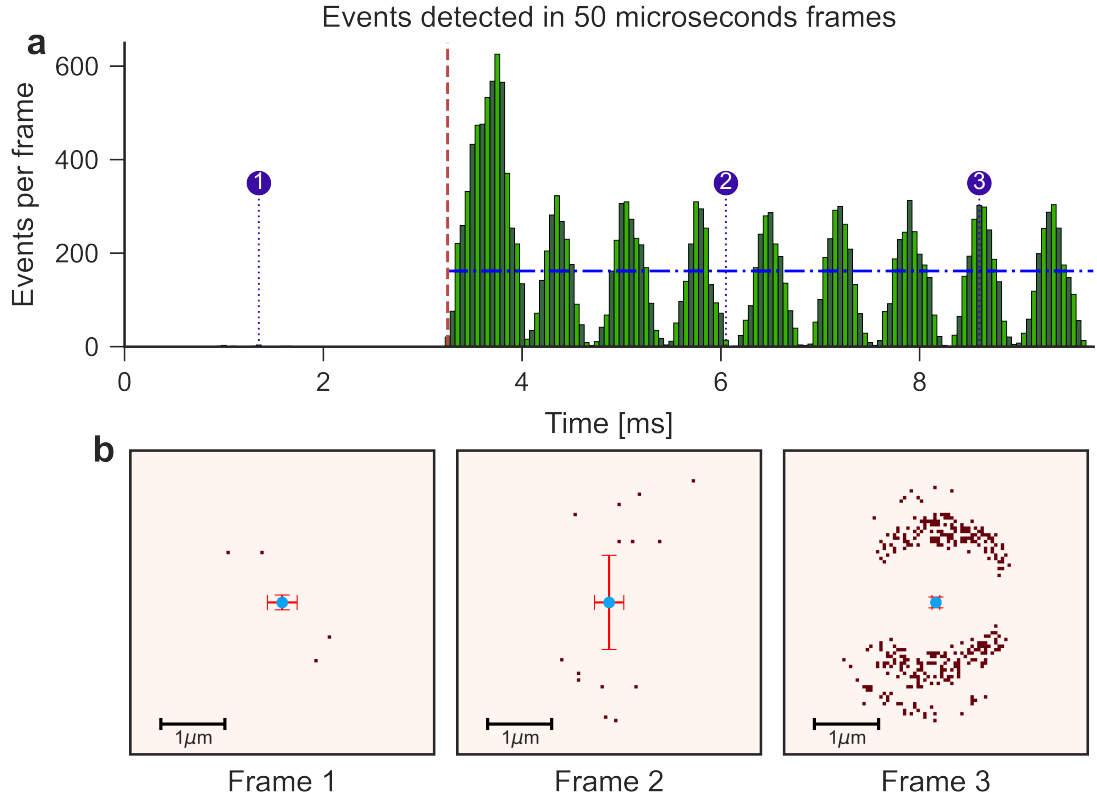 Events detected in 50 microseconds frames
a
Events per frame
600
400
200
0
1
2
3
0 2 4 6 8
Time [ms]
b
1μm 1μm 1μm
Frame 1 Frame 2 Frame 3